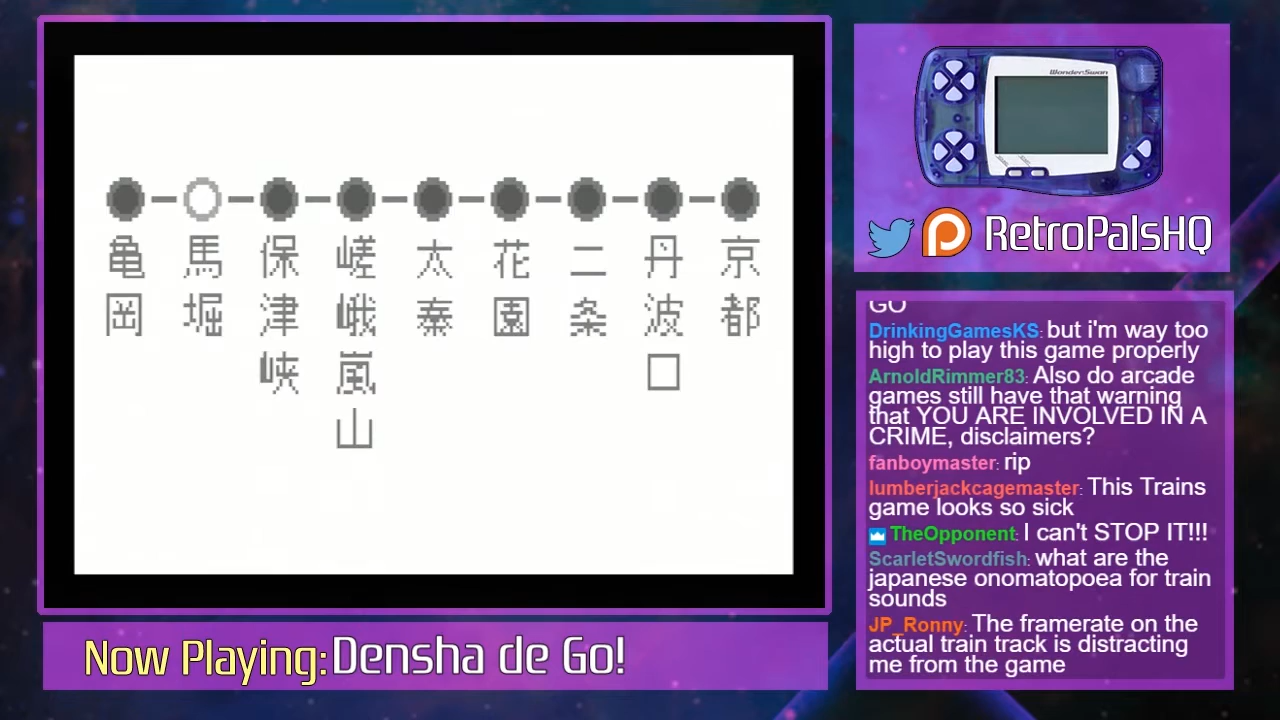 亀岡
馬堀
保津峡
嵯峨嵐山
太秦
花園
二条
丹波口
京都
WonderSwan
RetroPalsHQ
GO
DrinkingGamesKS: but i'm way too
high to play this game properly
ArnoldRimmer83: Also do arcade
games still have that warning
that YOU ARE INVOLVED IN A
CRIME, disclaimers?
fanboymaster: rip
lumberjackcagemaster: This Trains
game looks so sick
TheOpponent: I can't STOP IT!!!
ScarletSwordfish: what are the
japanese onomatopoea for train
sounds
JP_Ronny: The framerate on the
actual train track is distracting
me from the game
Now Playing: Densha de Go!